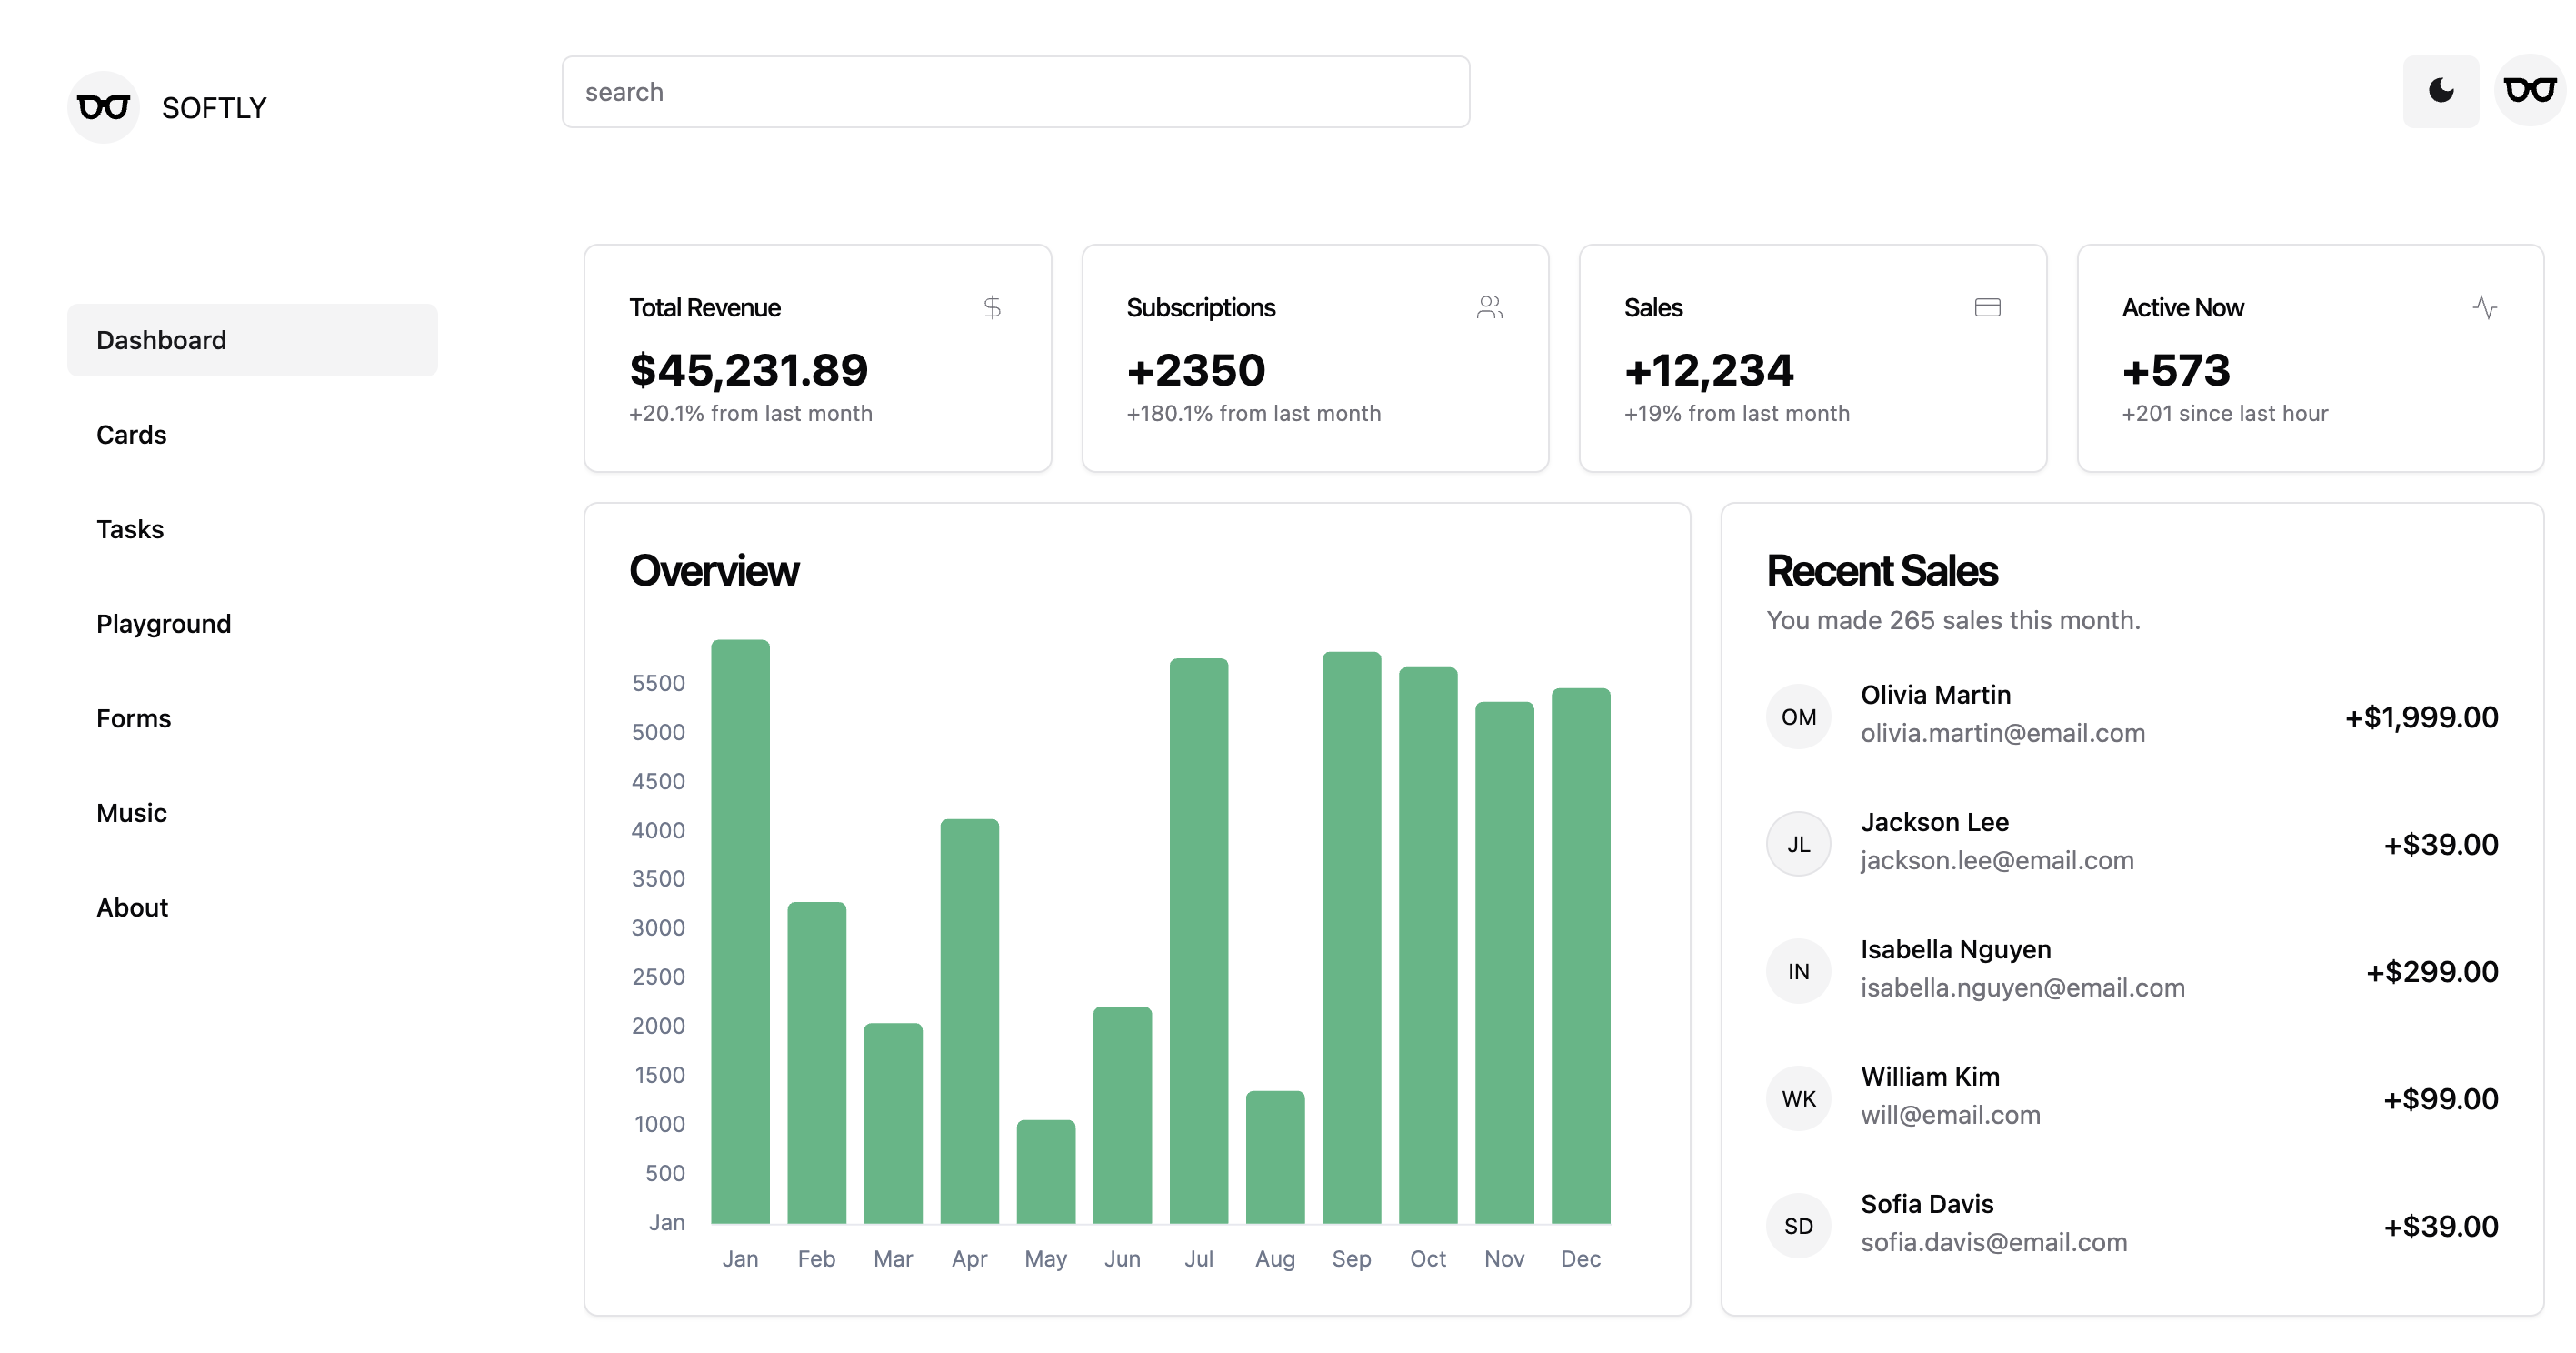 SOFTLY
search
Dashboard
Cards
Tasks
Playground
Forms
Music
About
Total Revenue
$45,231.89
+20.1% from last month
Subscriptions
+2350
+180.1% from last month
Sales
+12,234
+19% from last month
Active Now
+573
+201 since last hour
Overview
5500
5000
4500
4000
3500
3000
2500
2000
1500
1000
500
Jan
Jan Feb Mar Apr May Jun Jul Aug Sep Oct Nov Dec
Recent Sales
You made 265 sales this month.
OM
Olivia Martin
olivia.martin@email.com
+$1,999.00
JL
Jackson Lee
jackson.lee@email.com
+$39.00
IN
Isabella Nguyen
isabella.nguyen@email.com
+$299.00
WK
William Kim
will@email.com
+$99.00
SD
Sofia Davis
sofia.davis@email.com
+$39.00